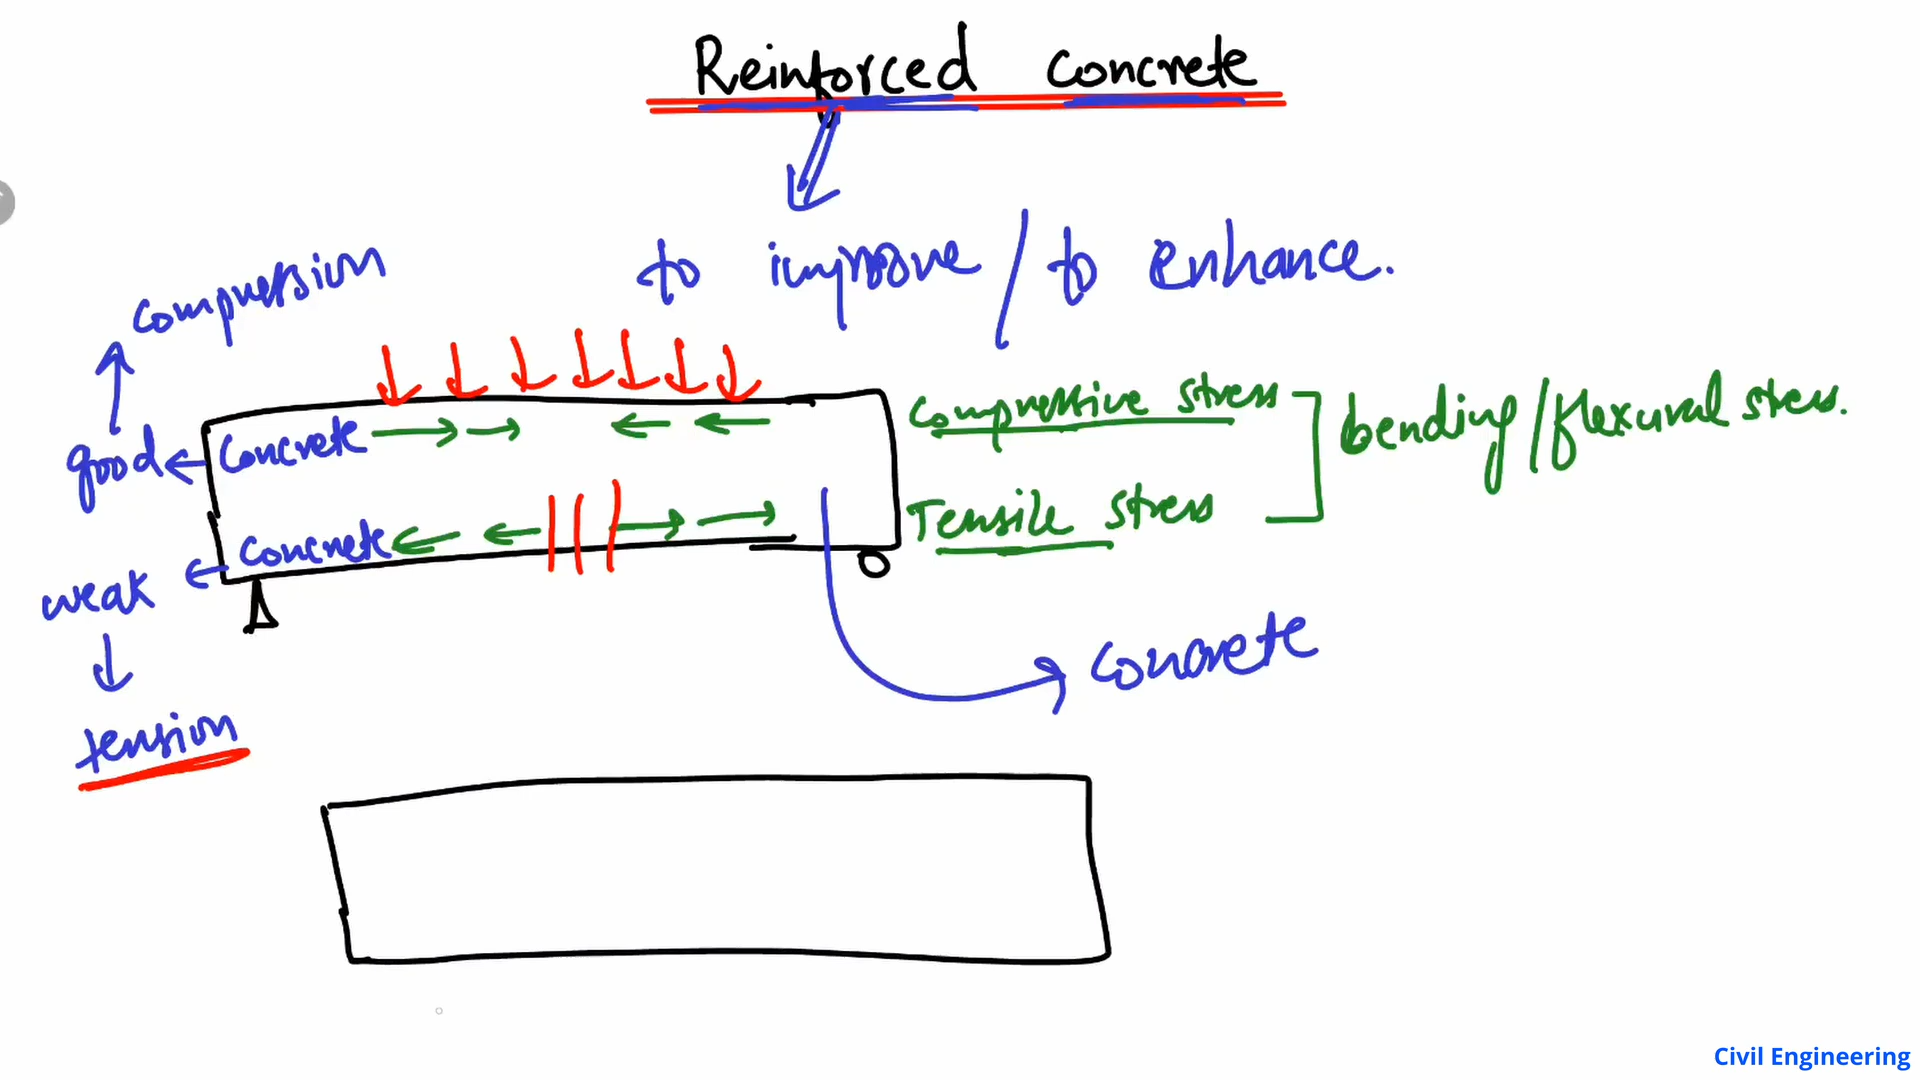 Reinforced Concrete
to improve / to enhance.
compression
good
Concrete
Compressive stress
bending/flexural stress.
Concrete
Tensile stress
weak
tension
Concrete
Civil Engineering